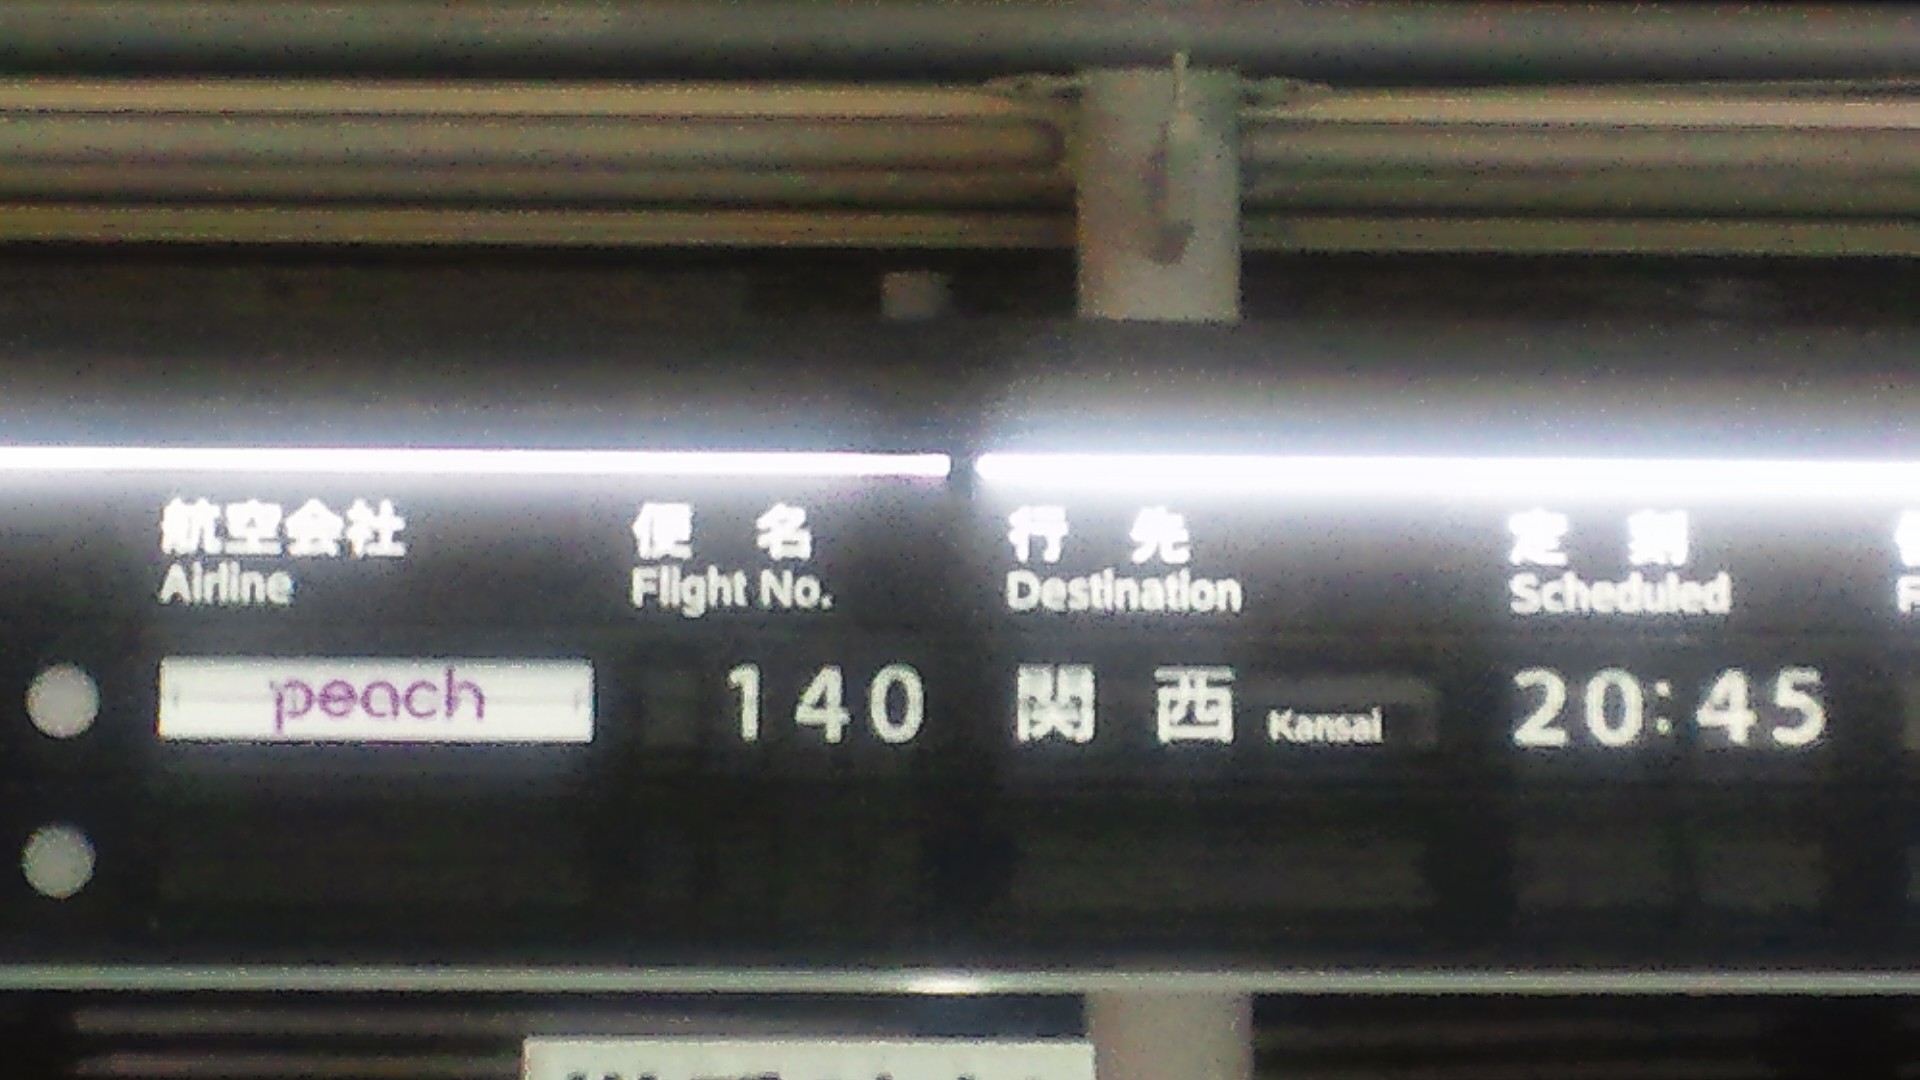 航空会社 便名 行先 定刻
Airline Flight No. Destination Scheduled
peach 140 関西 Kansai 20:45